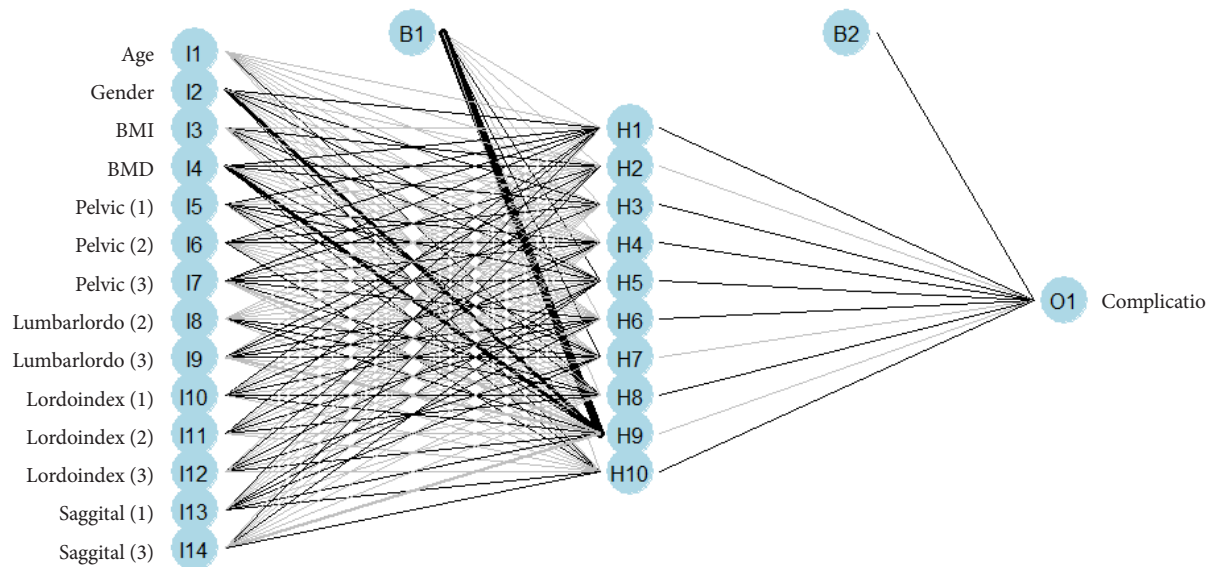 B1 B2
Age I1
Gender I2
BMI I3 H1
BMD I4 H2
Pelvic (1) I5 H3
Pelvic (2) I6 H4
Pelvic (3) I7 H5
O1 Complicatio
Lumbarlordo (2) I8 H6
Lumbarlordo (3) I9 H7
Lordoindex (1) I10 H8
Lordoindex (2) I11 H9
Lordoindex (3) I12 H10
Saggital (1) I13
Saggital (3) I14